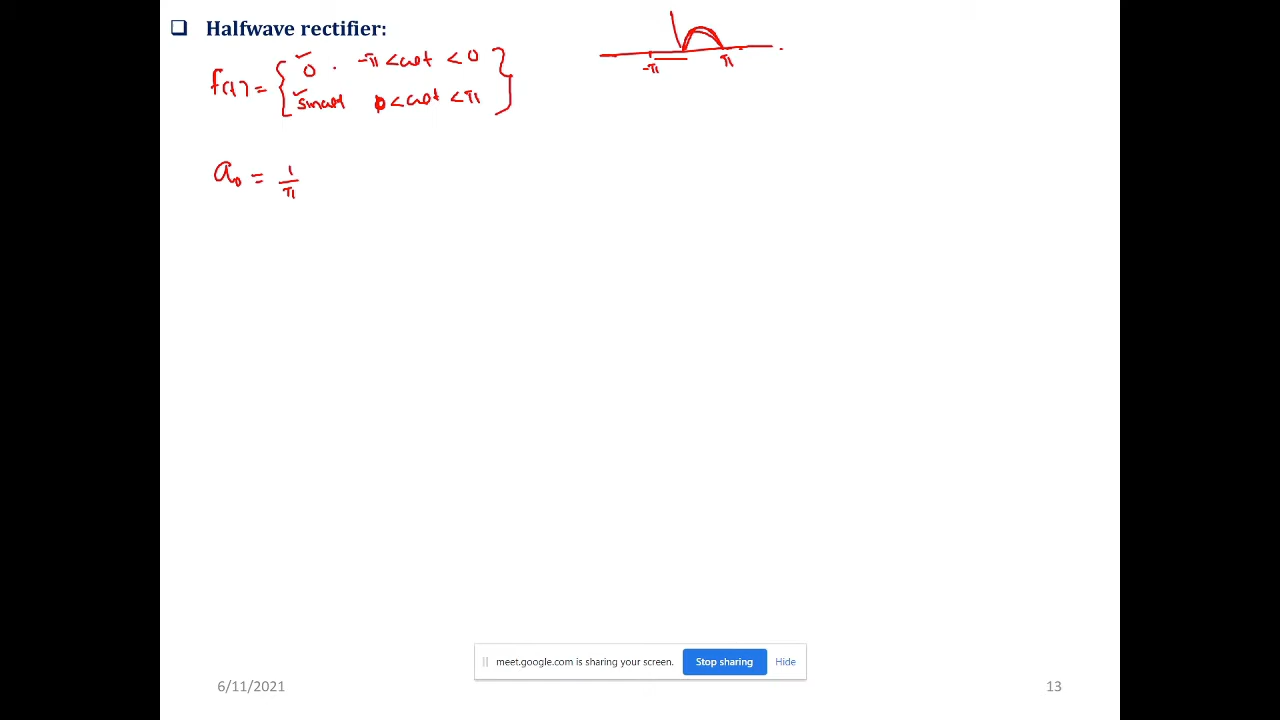 ❑ Halfwave rectifier:
f(t) = { 0 -π < ωt < 0
sinωt 0 < ωt < π }
-π π
a₀ = 1/π
meet.google.com is sharing your screen. Stop sharing Hide
6/11/2021 13